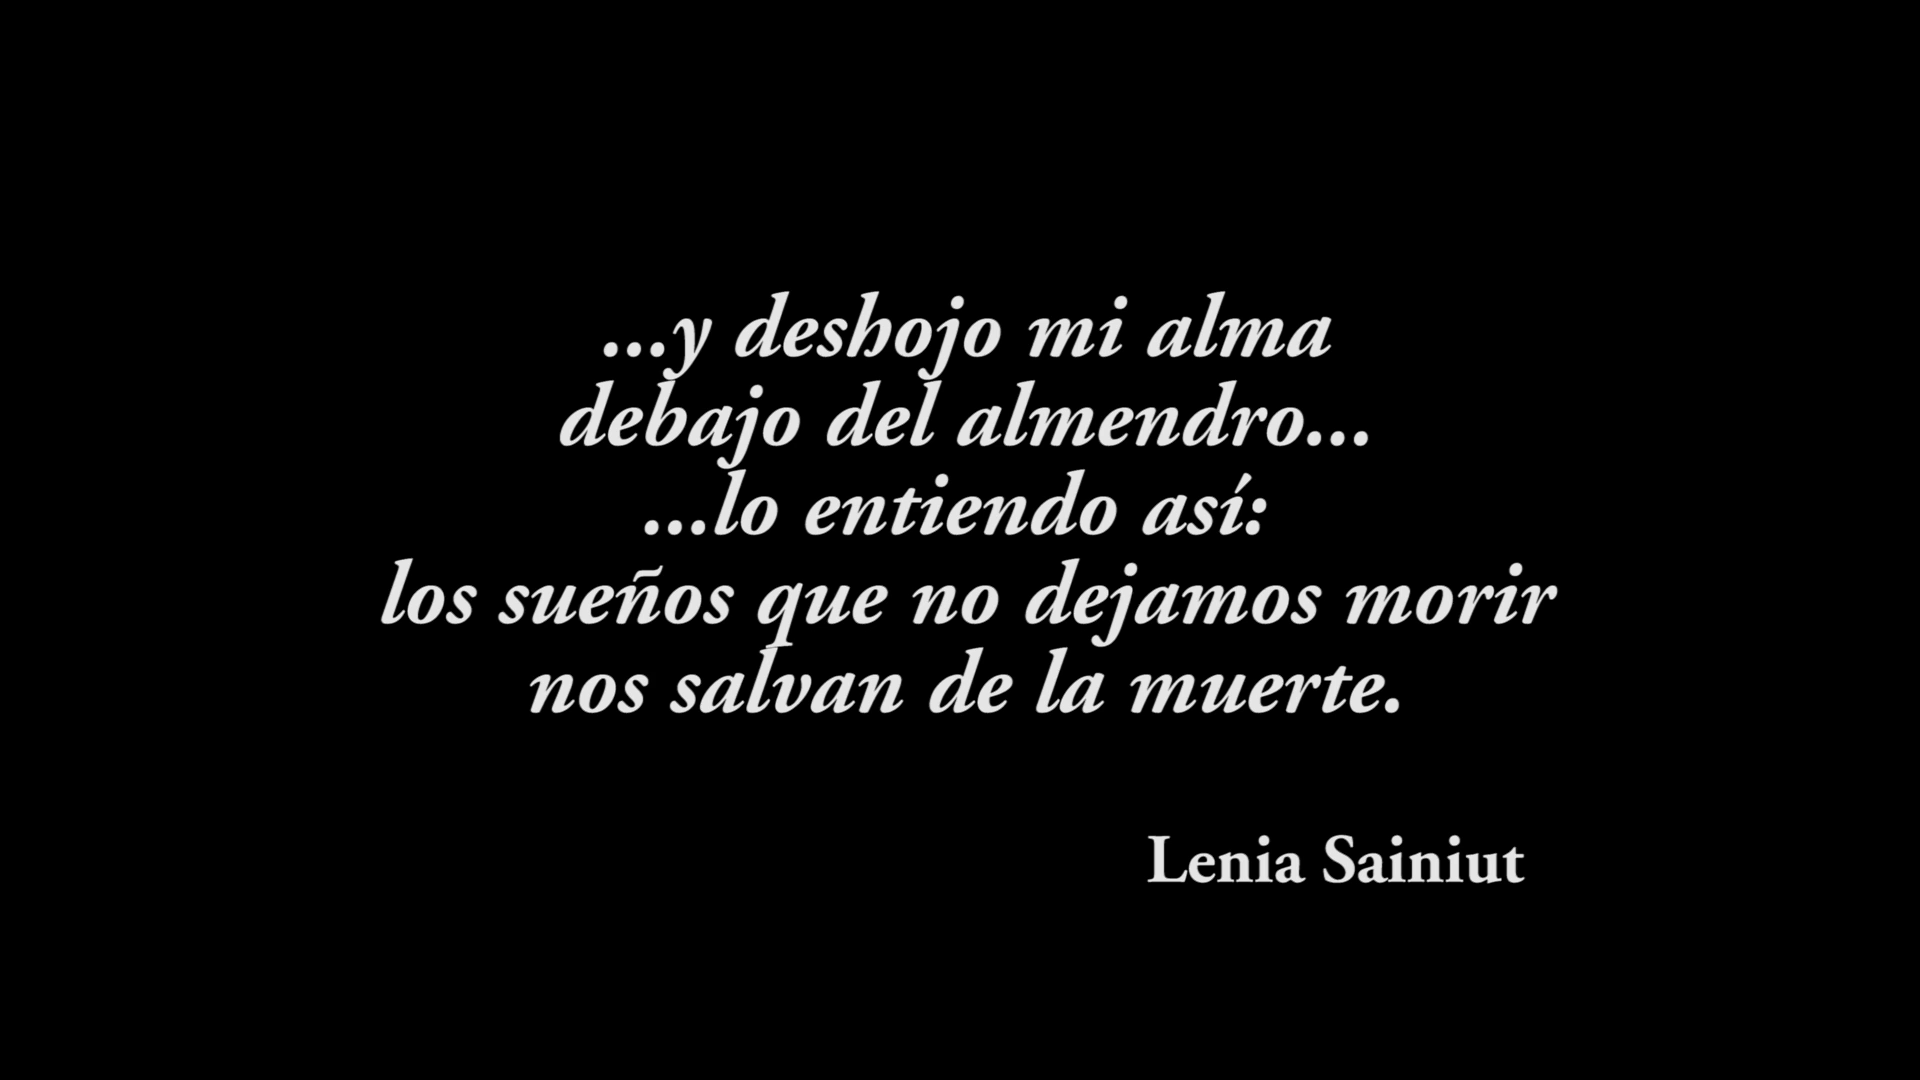 ...y deshojo mi alma
debajo del almendro...
...lo entiendo así:
los sueños que no dejamos morir
nos salvan de la muerte.
Lenia Sainiut